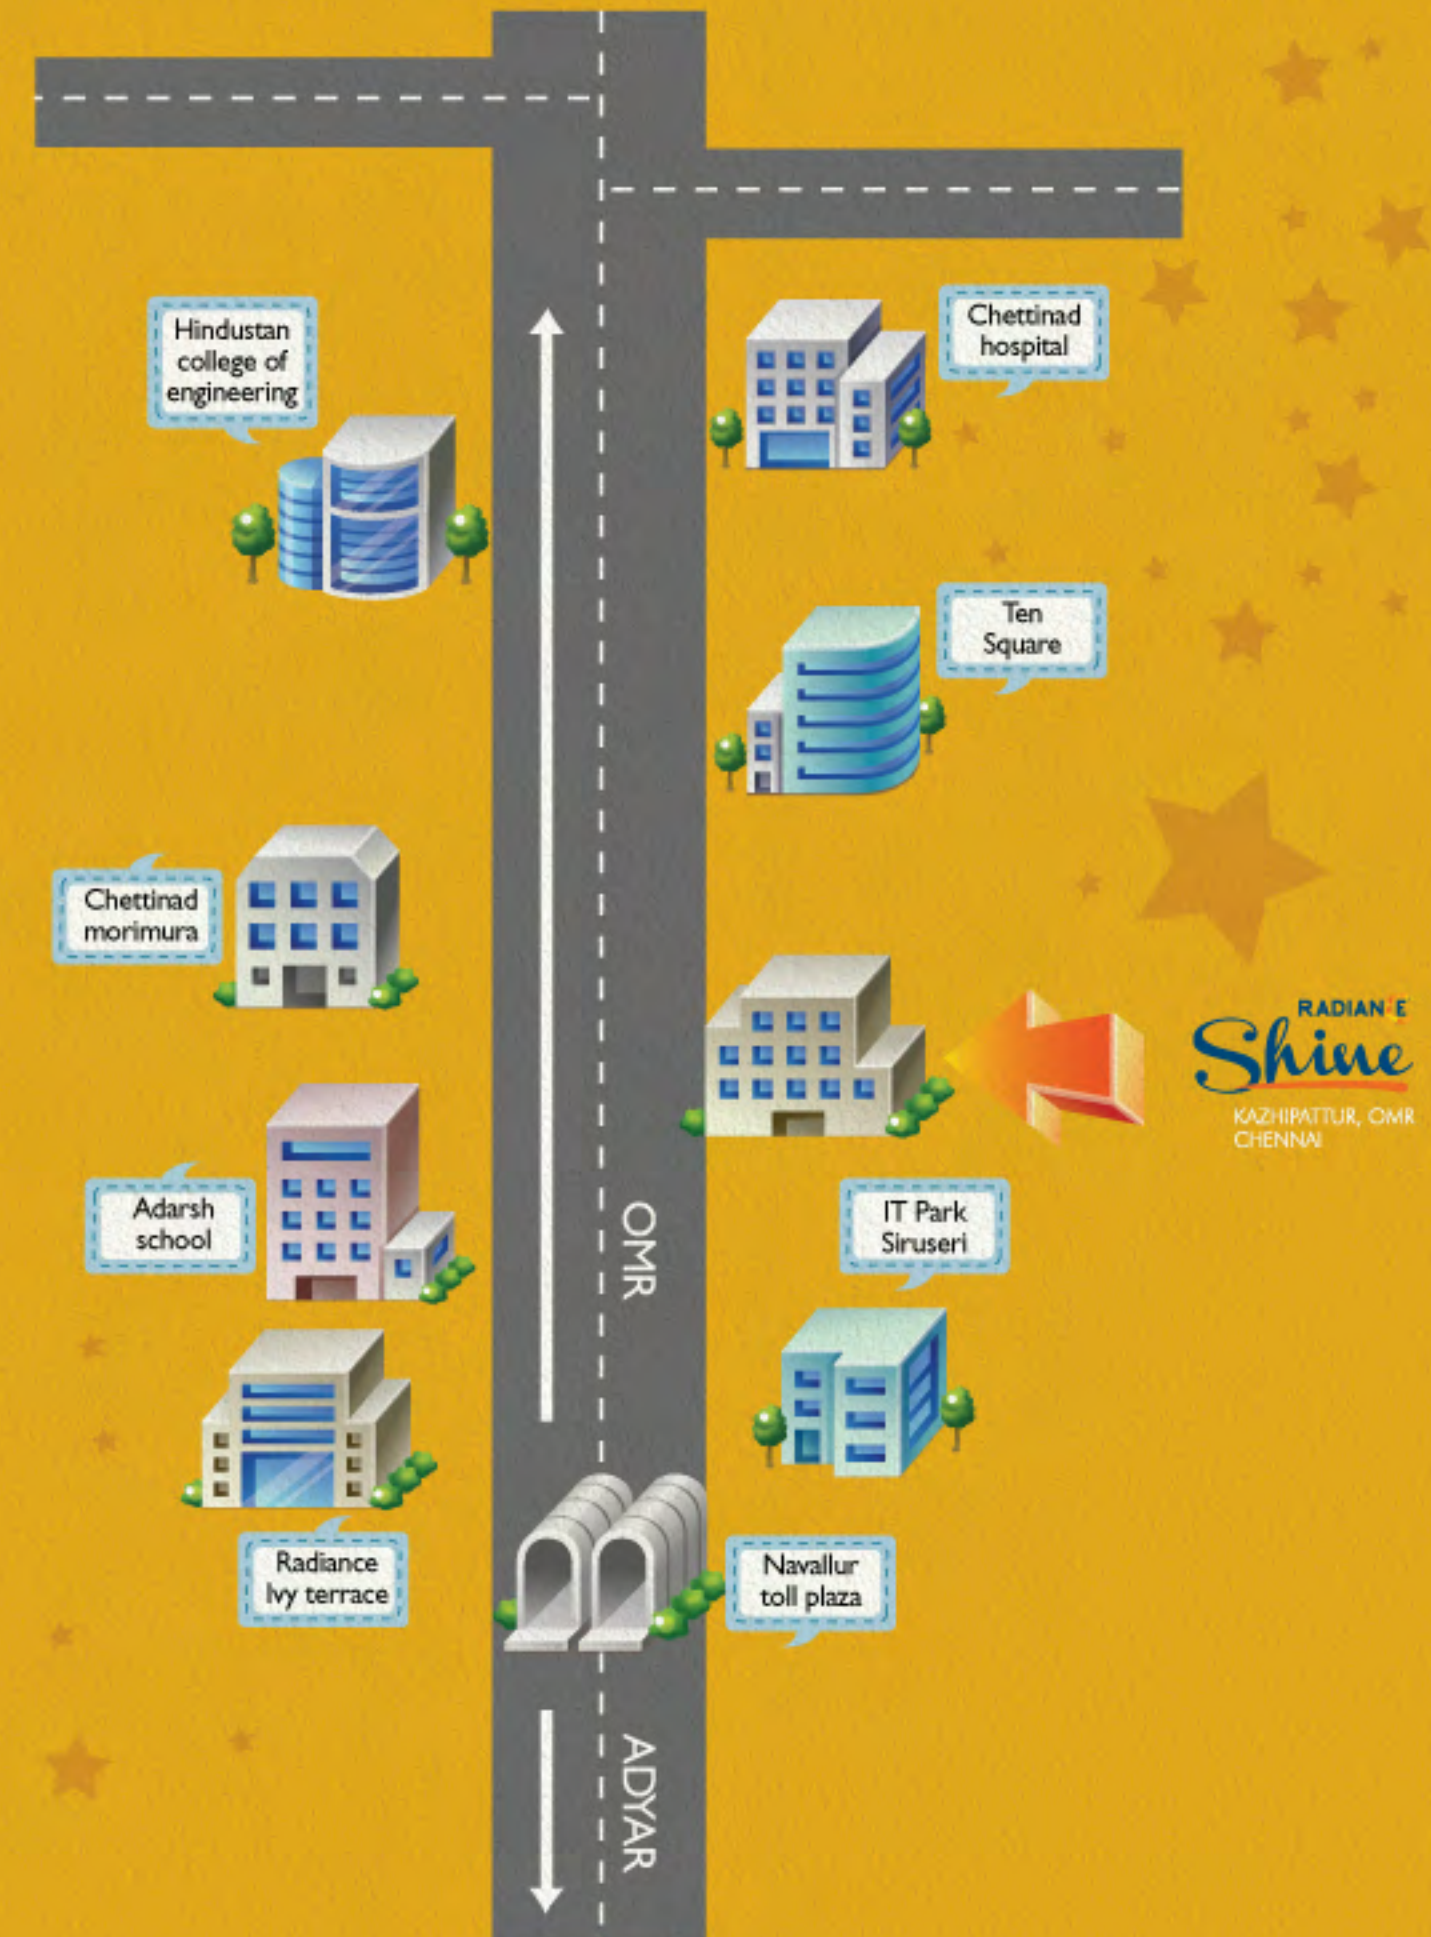 Chettinad
hospital
Hindustan
college of
engineering
Ten
Square
Chettinad
morimura
RADIANCE
Shine
KAZHIPATTUR, OMR
CHENNAI
Adarsh
school
OMR
IT Park
Siruseri
Radiance
Ivy terrace
Navallur
toll plaza
ADYAR